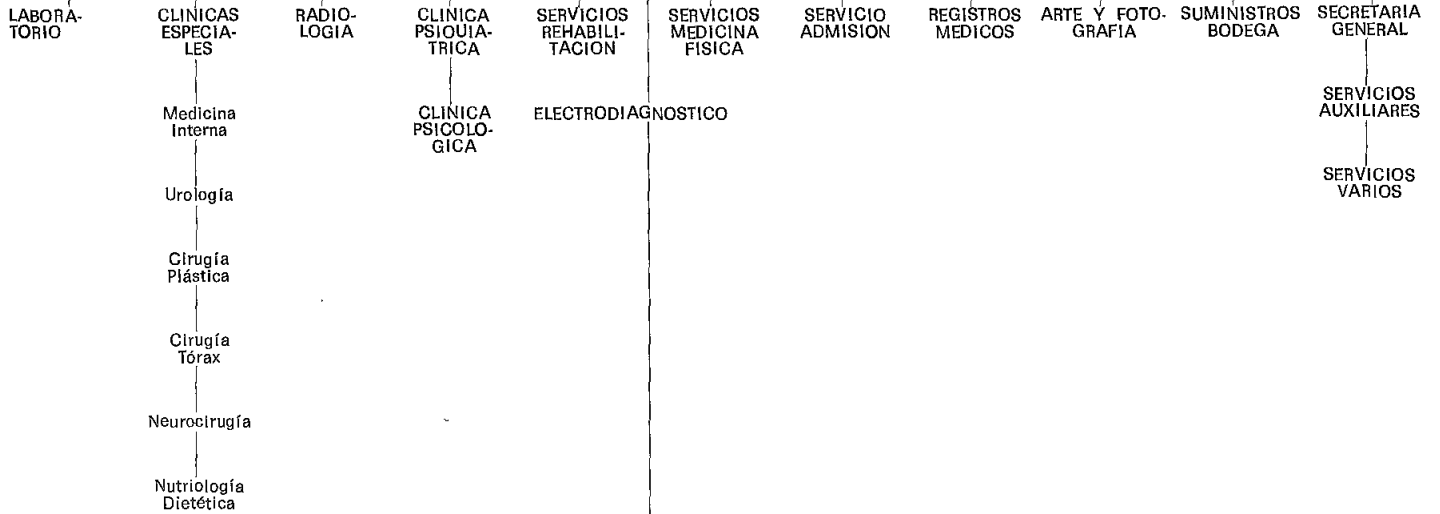 LABORA-
TORIO
CLINICAS
ESPECIA-
LES
RADIO-
LOGIA
CLINICA
PSIQUIA-
TRICA
SERVICIOS
REHABILI-
TACION
SERVICIOS
MEDICINA
FISICA
SERVICIO
ADMISION
REGISTROS
MEDICOS
ARTE Y FOTO-
GRAFIA
SUMINISTROS
BODEGA
SECRETARIA
GENERAL
Medicina
Interna
CLINICA
PSICOLO-
GICA
ELECTRODIAGNOSTICO
SERVICIOS
AUXILIARES
Urología
SERVICIOS
VARIOS
Cirugía
Plástica
Cirugía
Tórax
Neurocirugía
Nutriología
Dietética